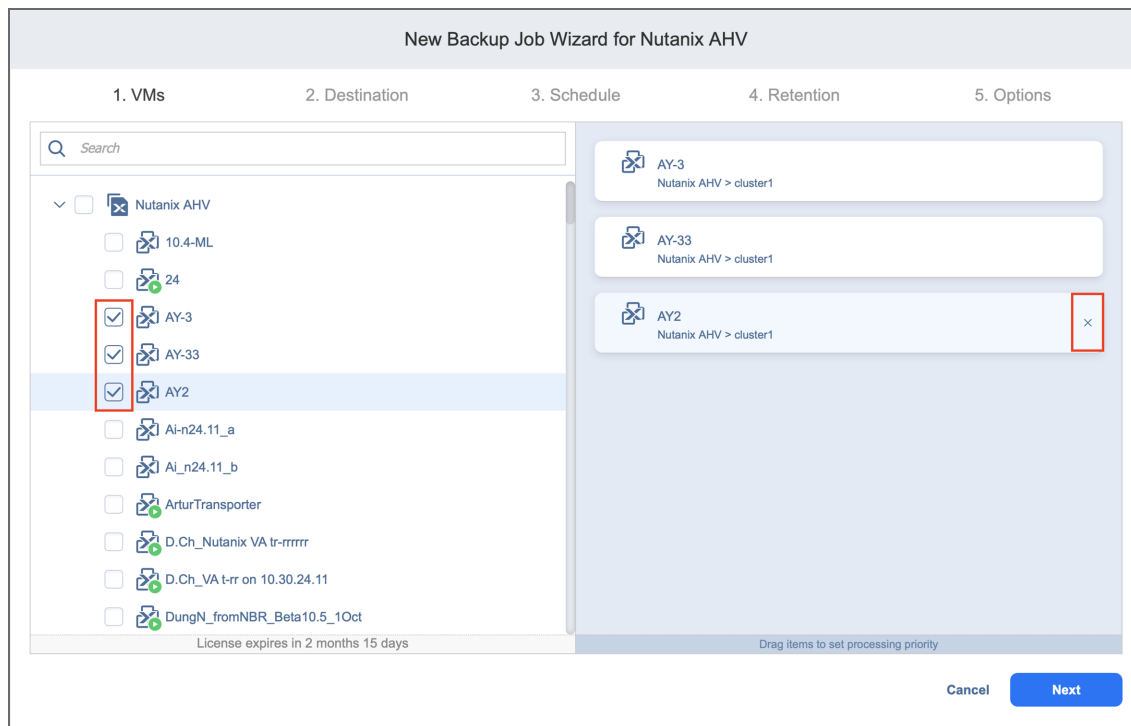 New Backup Job Wizard for Nutanix AHV
1. VMs
2. Destination
3. Schedule
4. Retention
5. Options
Search
Nutanix AHV
10.4-ML
24
AY-3
AY-33
AY2
Ai-n24.11_a
Ai_n24.11_b
ArturTransporter
D.Ch_Nutanix VA tr-rrrrrr
D.Ch_VA t-rr on 10.30.24.11
DungN_fromNBR_Beta10.5_1Oct
License expires in 2 months 15 days
AY-3
Nutanix AHV > cluster1
AY-33
Nutanix AHV > cluster1
AY2
Nutanix AHV > cluster1
Drag items to set processing priority
Cancel
Next